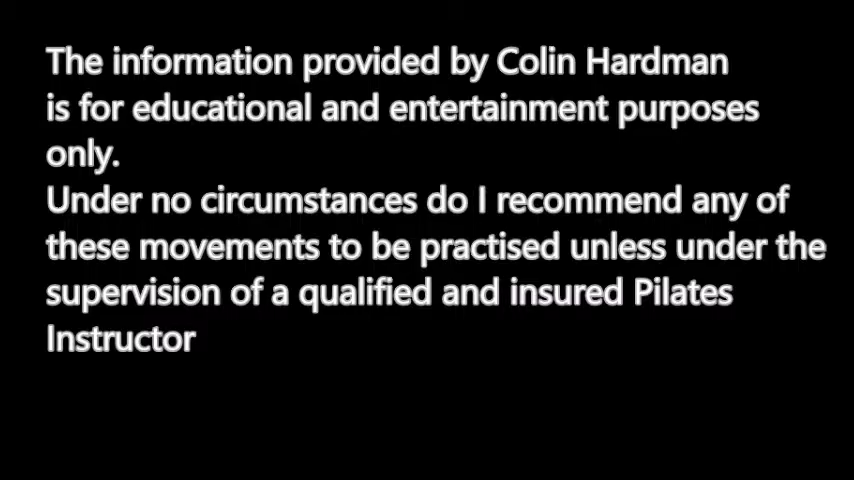 The information provided by Colin Hardman
is for educational and entertainment purposes
only.
Under no circumstances do I recommend any of
these movements to be practised unless under the
supervision of a qualified and insured Pilates
Instructor